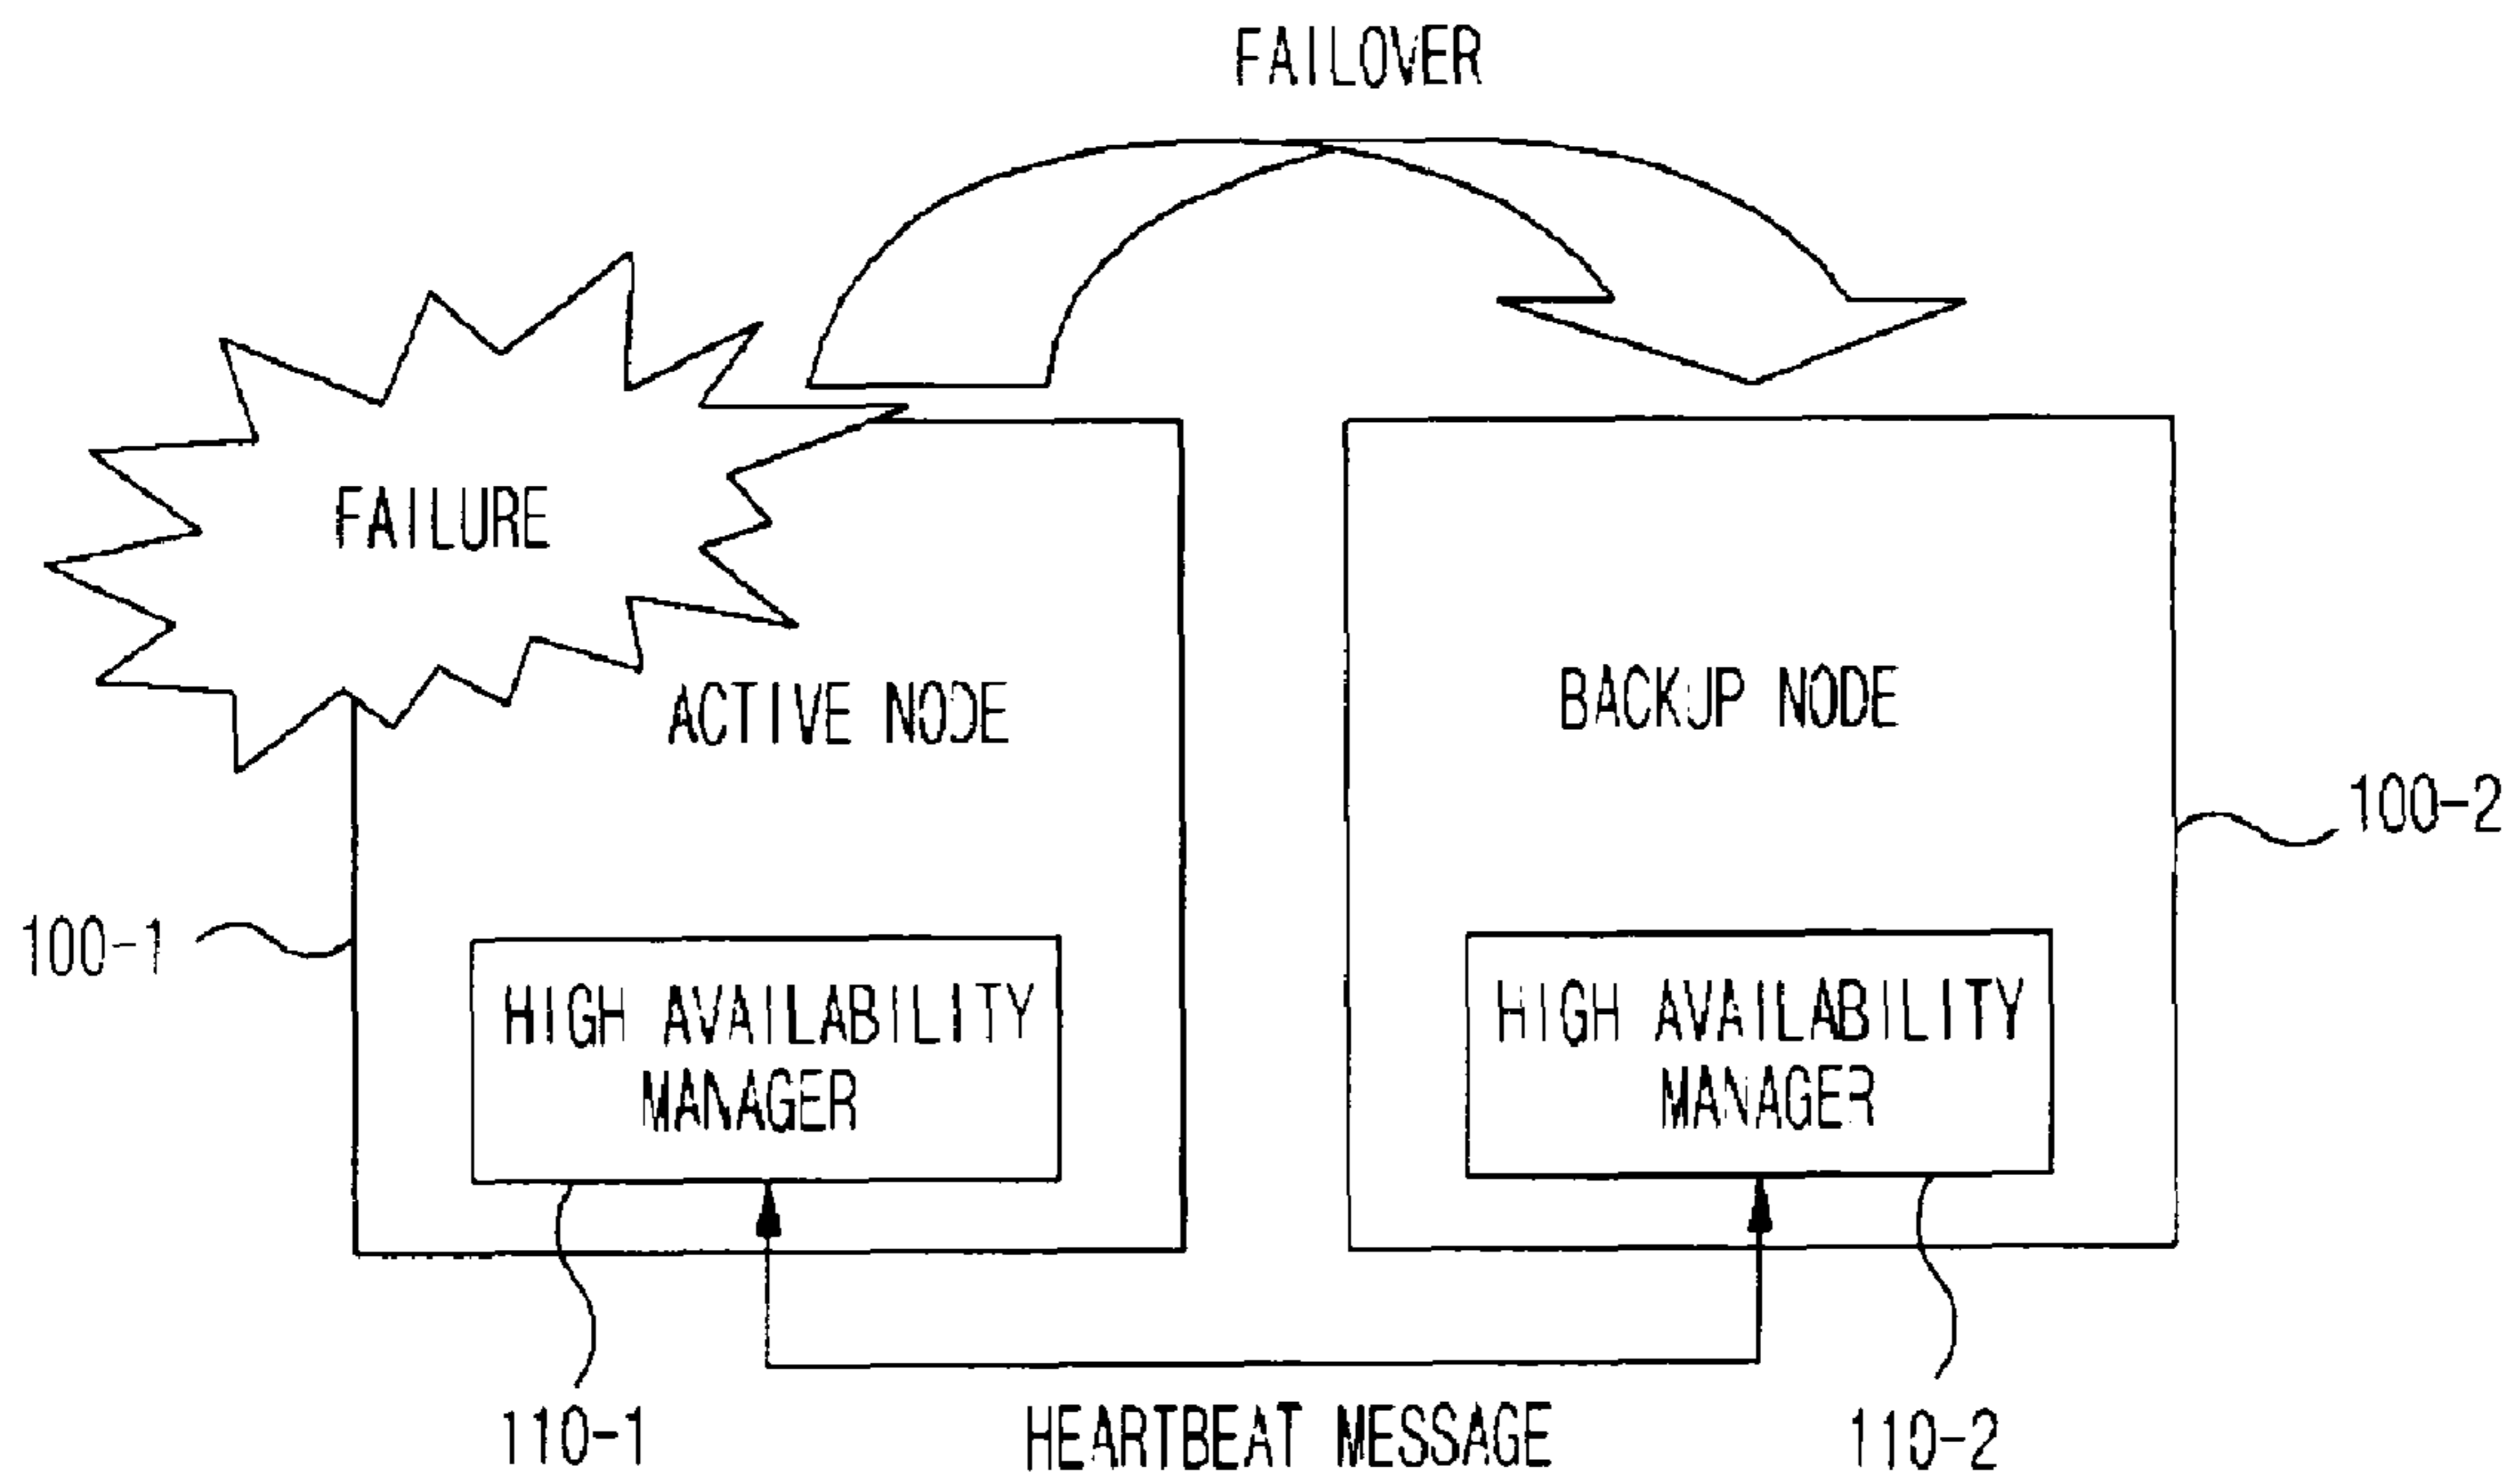 FAILOVER
FAILURE
ACTIVE NODE
BACKUP NODE
100-2
100-1
HIGH AVAILABILITY
MANAGER
HIGH AVAILABILITY
MANAGER
110-1
HEARTBEAT MESSAGE
110-2